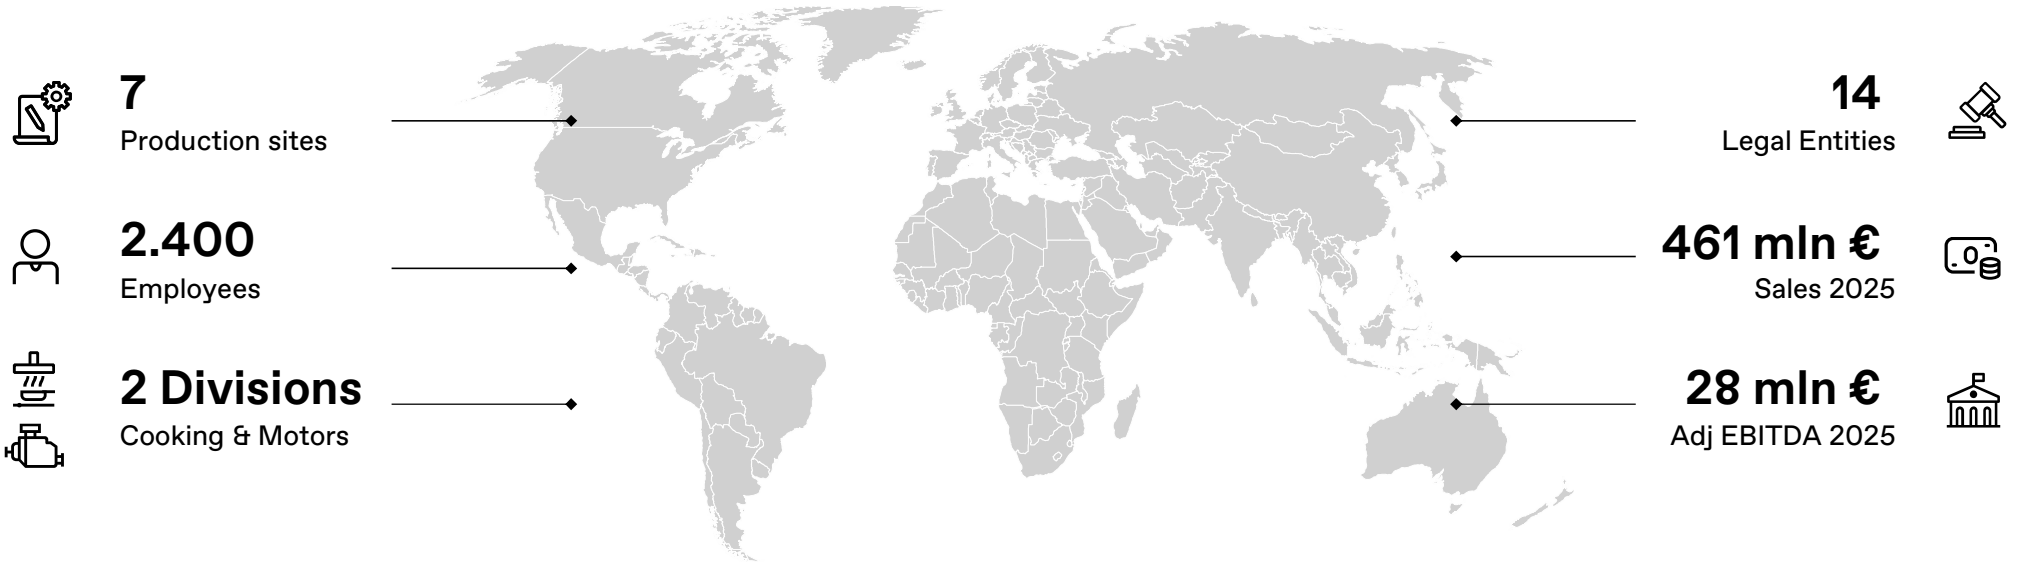 7
Production sites
2.400
Employees
2 Divisions
Cooking & Motors
14
Legal Entities
461 mln €
Sales 2025
28 mln €
Adj EBITDA 2025